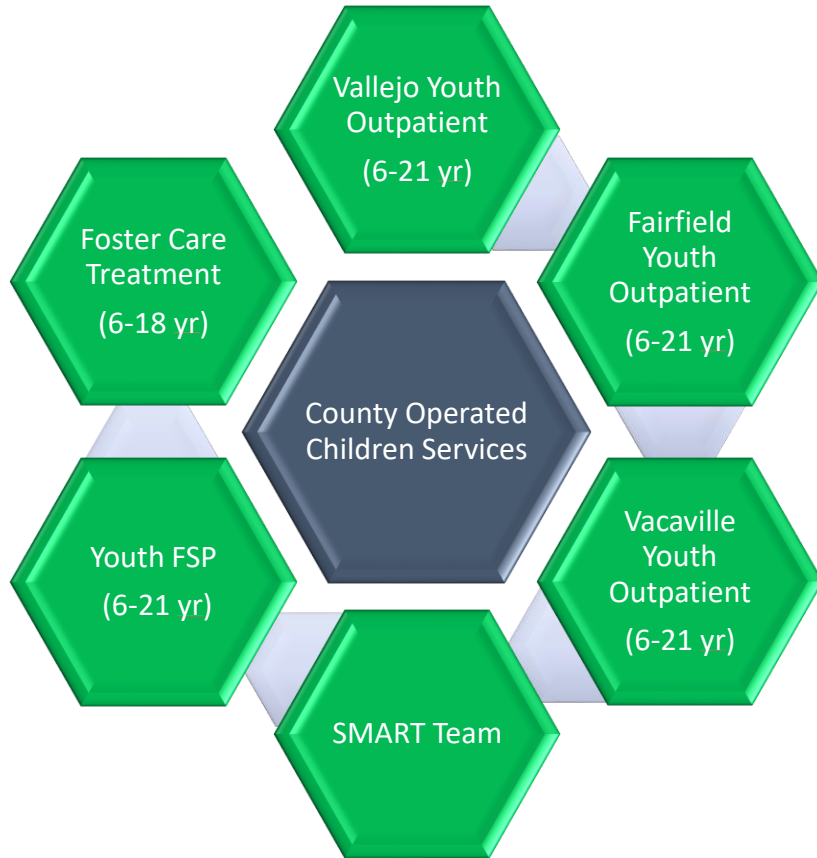 Vallejo Youth
Outpatient
(6-21 yr)
Fairfield
Youth
Outpatient
(6-21 yr)
Vacaville
Youth
Outpatient
(6-21 yr)
SMART Team
Youth FSP
(6-21 yr)
Foster Care
Treatment
(6-18 yr)
County Operated
Children Services